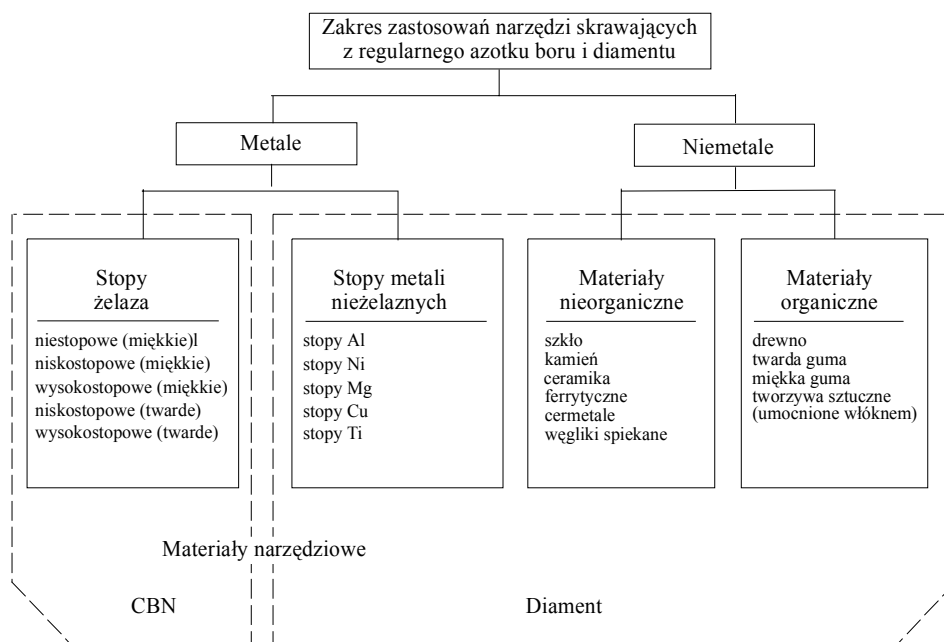 Zakres zastosowań narzędzi skrawających
z regularnego azotku boru i diamentu
Metale
Niemetale
Stopy
żelaza
niestopowe (miękkie)l
niskostopowe (miękkie)
wysokostopowe (miękkie)
niskostopowe (twarde)
wysokostopowe (twarde)
Stopy metali
nieżelaznych
stopy Al
stopy Ni
stopy Mg
stopy Cu
stopy Ti
Materiały
nieorganiczne
szkło
kamień
ceramika
ferrytyczne
cermetale
węgliki spiekane
Materiały
organiczne
drewno
twarda guma
miękka guma
tworzywa sztuczne
(umocnione włóknem)
Materiały narzędziowe
CBN
Diament